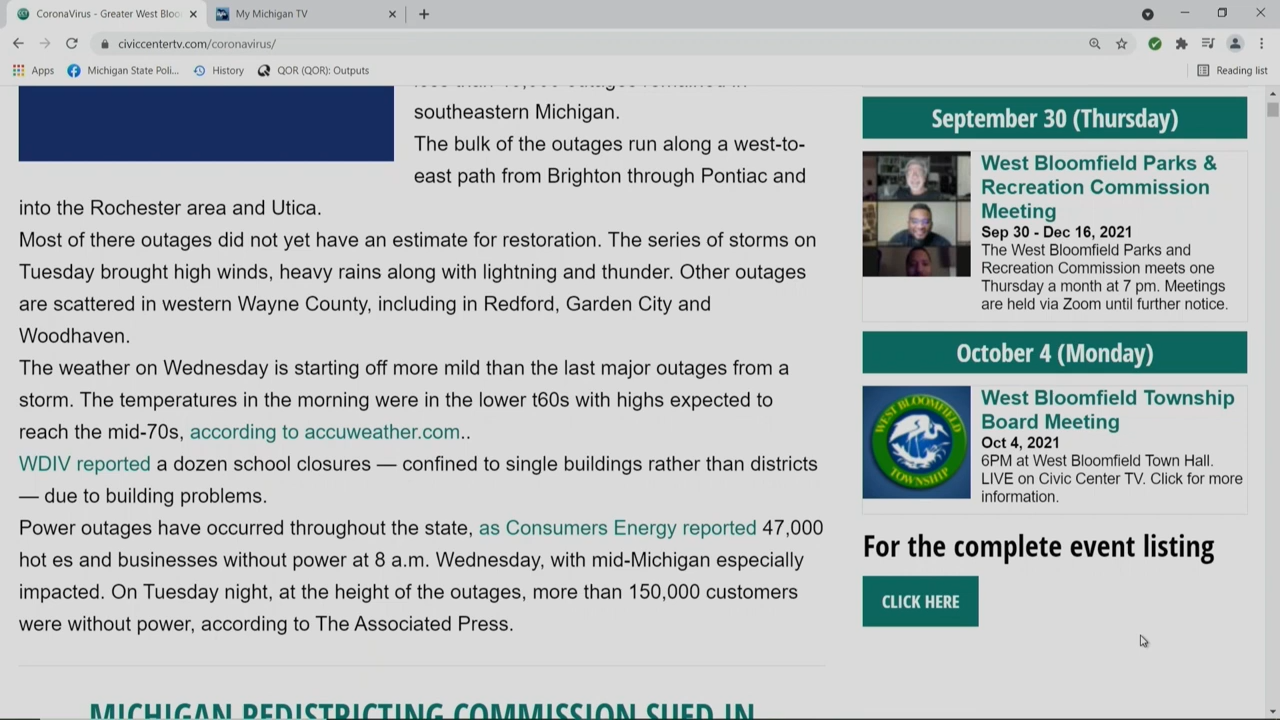 CoronaVirus - Greater West Bloo
My Michigan TV
civiccentertv.com/coronavirus/
Apps
Michigan State Poli...
History
QOR (QOR): Outputs
Reading list
southeastern Michigan.
The bulk of the outages run along a west-to-
east path from Brighton through Pontiac and
into the Rochester area and Utica.
Most of there outages did not yet have an estimate for restoration. The series of storms on
Tuesday brought high winds, heavy rains along with lightning and thunder. Other outages
are scattered in western Wayne County, including in Redford, Garden City and
Woodhaven.
The weather on Wednesday is starting off more mild than the last major outages from a
storm. The temperatures in the morning were in the lower t60s with highs expected to
reach the mid-70s, according to accuweather.com..
WDIV reported a dozen school closures — confined to single buildings rather than districts
— due to building problems.
Power outages have occurred throughout the state, as Consumers Energy reported 47,000
hot es and businesses without power at 8 a.m. Wednesday, with mid-Michigan especially
impacted. On Tuesday night, at the height of the outages, more than 150,000 customers
were without power, according to The Associated Press.
MICHIGAN REDISTRICTING COMMISSION SUED IN
September 30 (Thursday)
West Bloomfield Parks &
Recreation Commission
Meeting
Sep 30 - Dec 16, 2021
The West Bloomfield Parks and
Recreation Commission meets one
Thursday a month at 7 pm. Meetings
are held via Zoom until further notice.
October 4 (Monday)
WEST BLOOMFIELD
TOWNSHIP
West Bloomfield Township
Board Meeting
Oct 4, 2021
6PM at West Bloomfield Town Hall.
LIVE on Civic Center TV. Click for more
information.
For the complete event listing
CLICK HERE